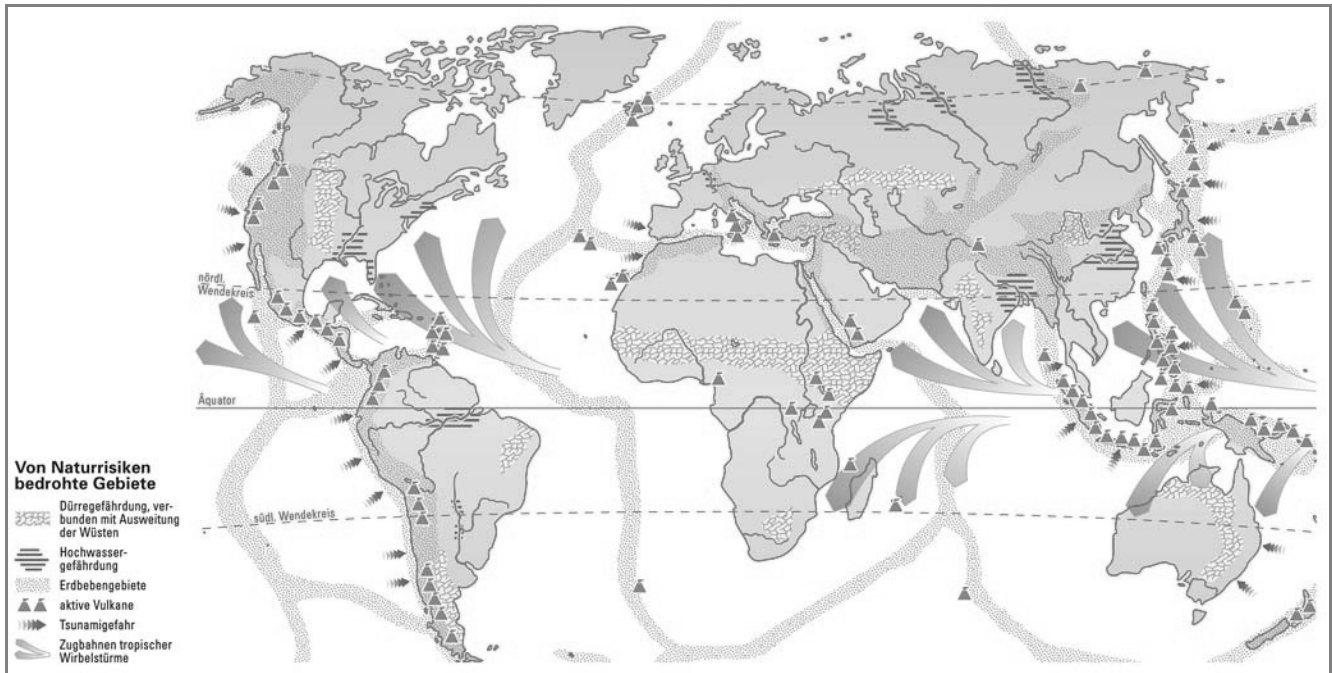 nördl.
Wendekreis
Äquator
südl. Wendekreis
Von Naturrisiken
bedrohte Gebiete
Dürregefährdung, ver-
bunden mit Ausweitung
der Wüsten
Hochwasser-
gefährdung
Erdbebengebiete
aktive Vulkane
Tsunamigefahr
Zugbahnen tropischer
Wirbelstürme